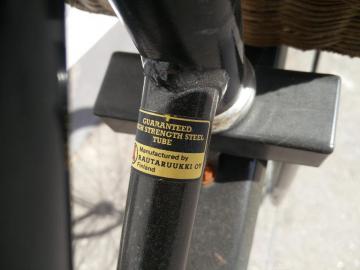 GUARANTEED
HIGH STRENGTH STEEL
TUBE
Manufactured by
RAUTARUUKKI OY
Finland